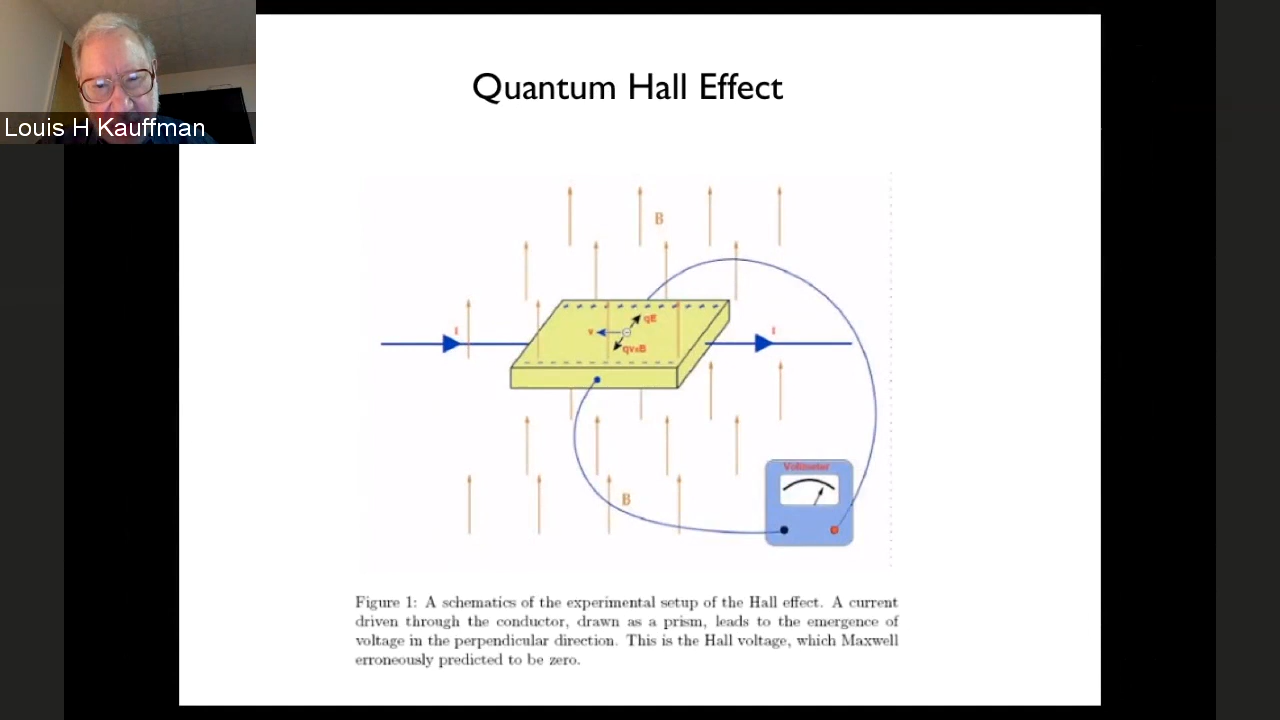 Louis H Kauffman
Quantum Hall Effect
B
I
qE
v
I
qvxB
B
Voltmeter
Figure 1: A schematics of the experimental setup of the Hall effect. A current
driven through the conductor, drawn as a prism, leads to the emergence of
voltage in the perpendicular direction. This is the Hall voltage, which Maxwell
erroneously predicted to be zero.